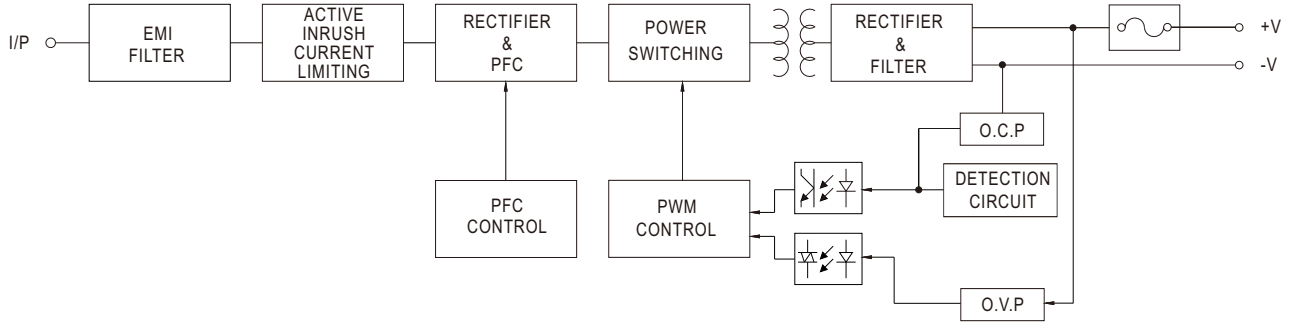 I/P
EMI
FILTER
ACTIVE
INRUSH
CURRENT
LIMITING
RECTIFIER
&
PFC
POWER
SWITCHING
RECTIFIER
&
FILTER
+V
-V
O.C.P
DETECTION
CIRCUIT
PFC
CONTROL
PWM
CONTROL
O.V.P